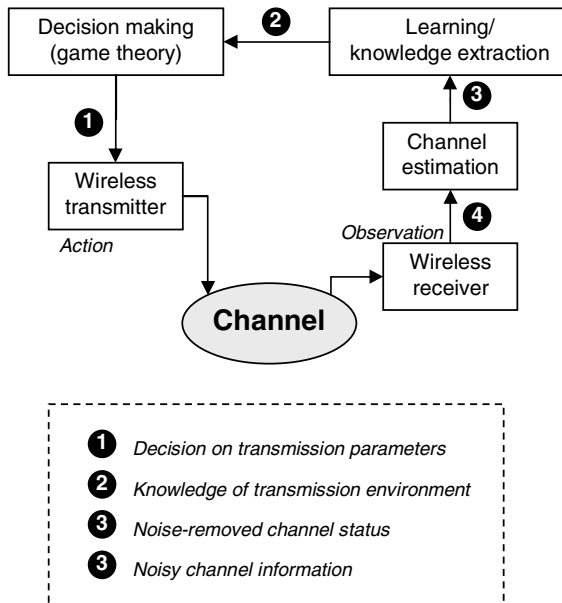 Decision making
(game theory)
2
Learning/
knowledge extraction
1
3
Channel
estimation
Wireless
transmitter
4
Action
Observation
Wireless
receiver
Channel
1 Decision on transmission parameters
2 Knowledge of transmission environment
3 Noise-removed channel status
3 Noisy channel information